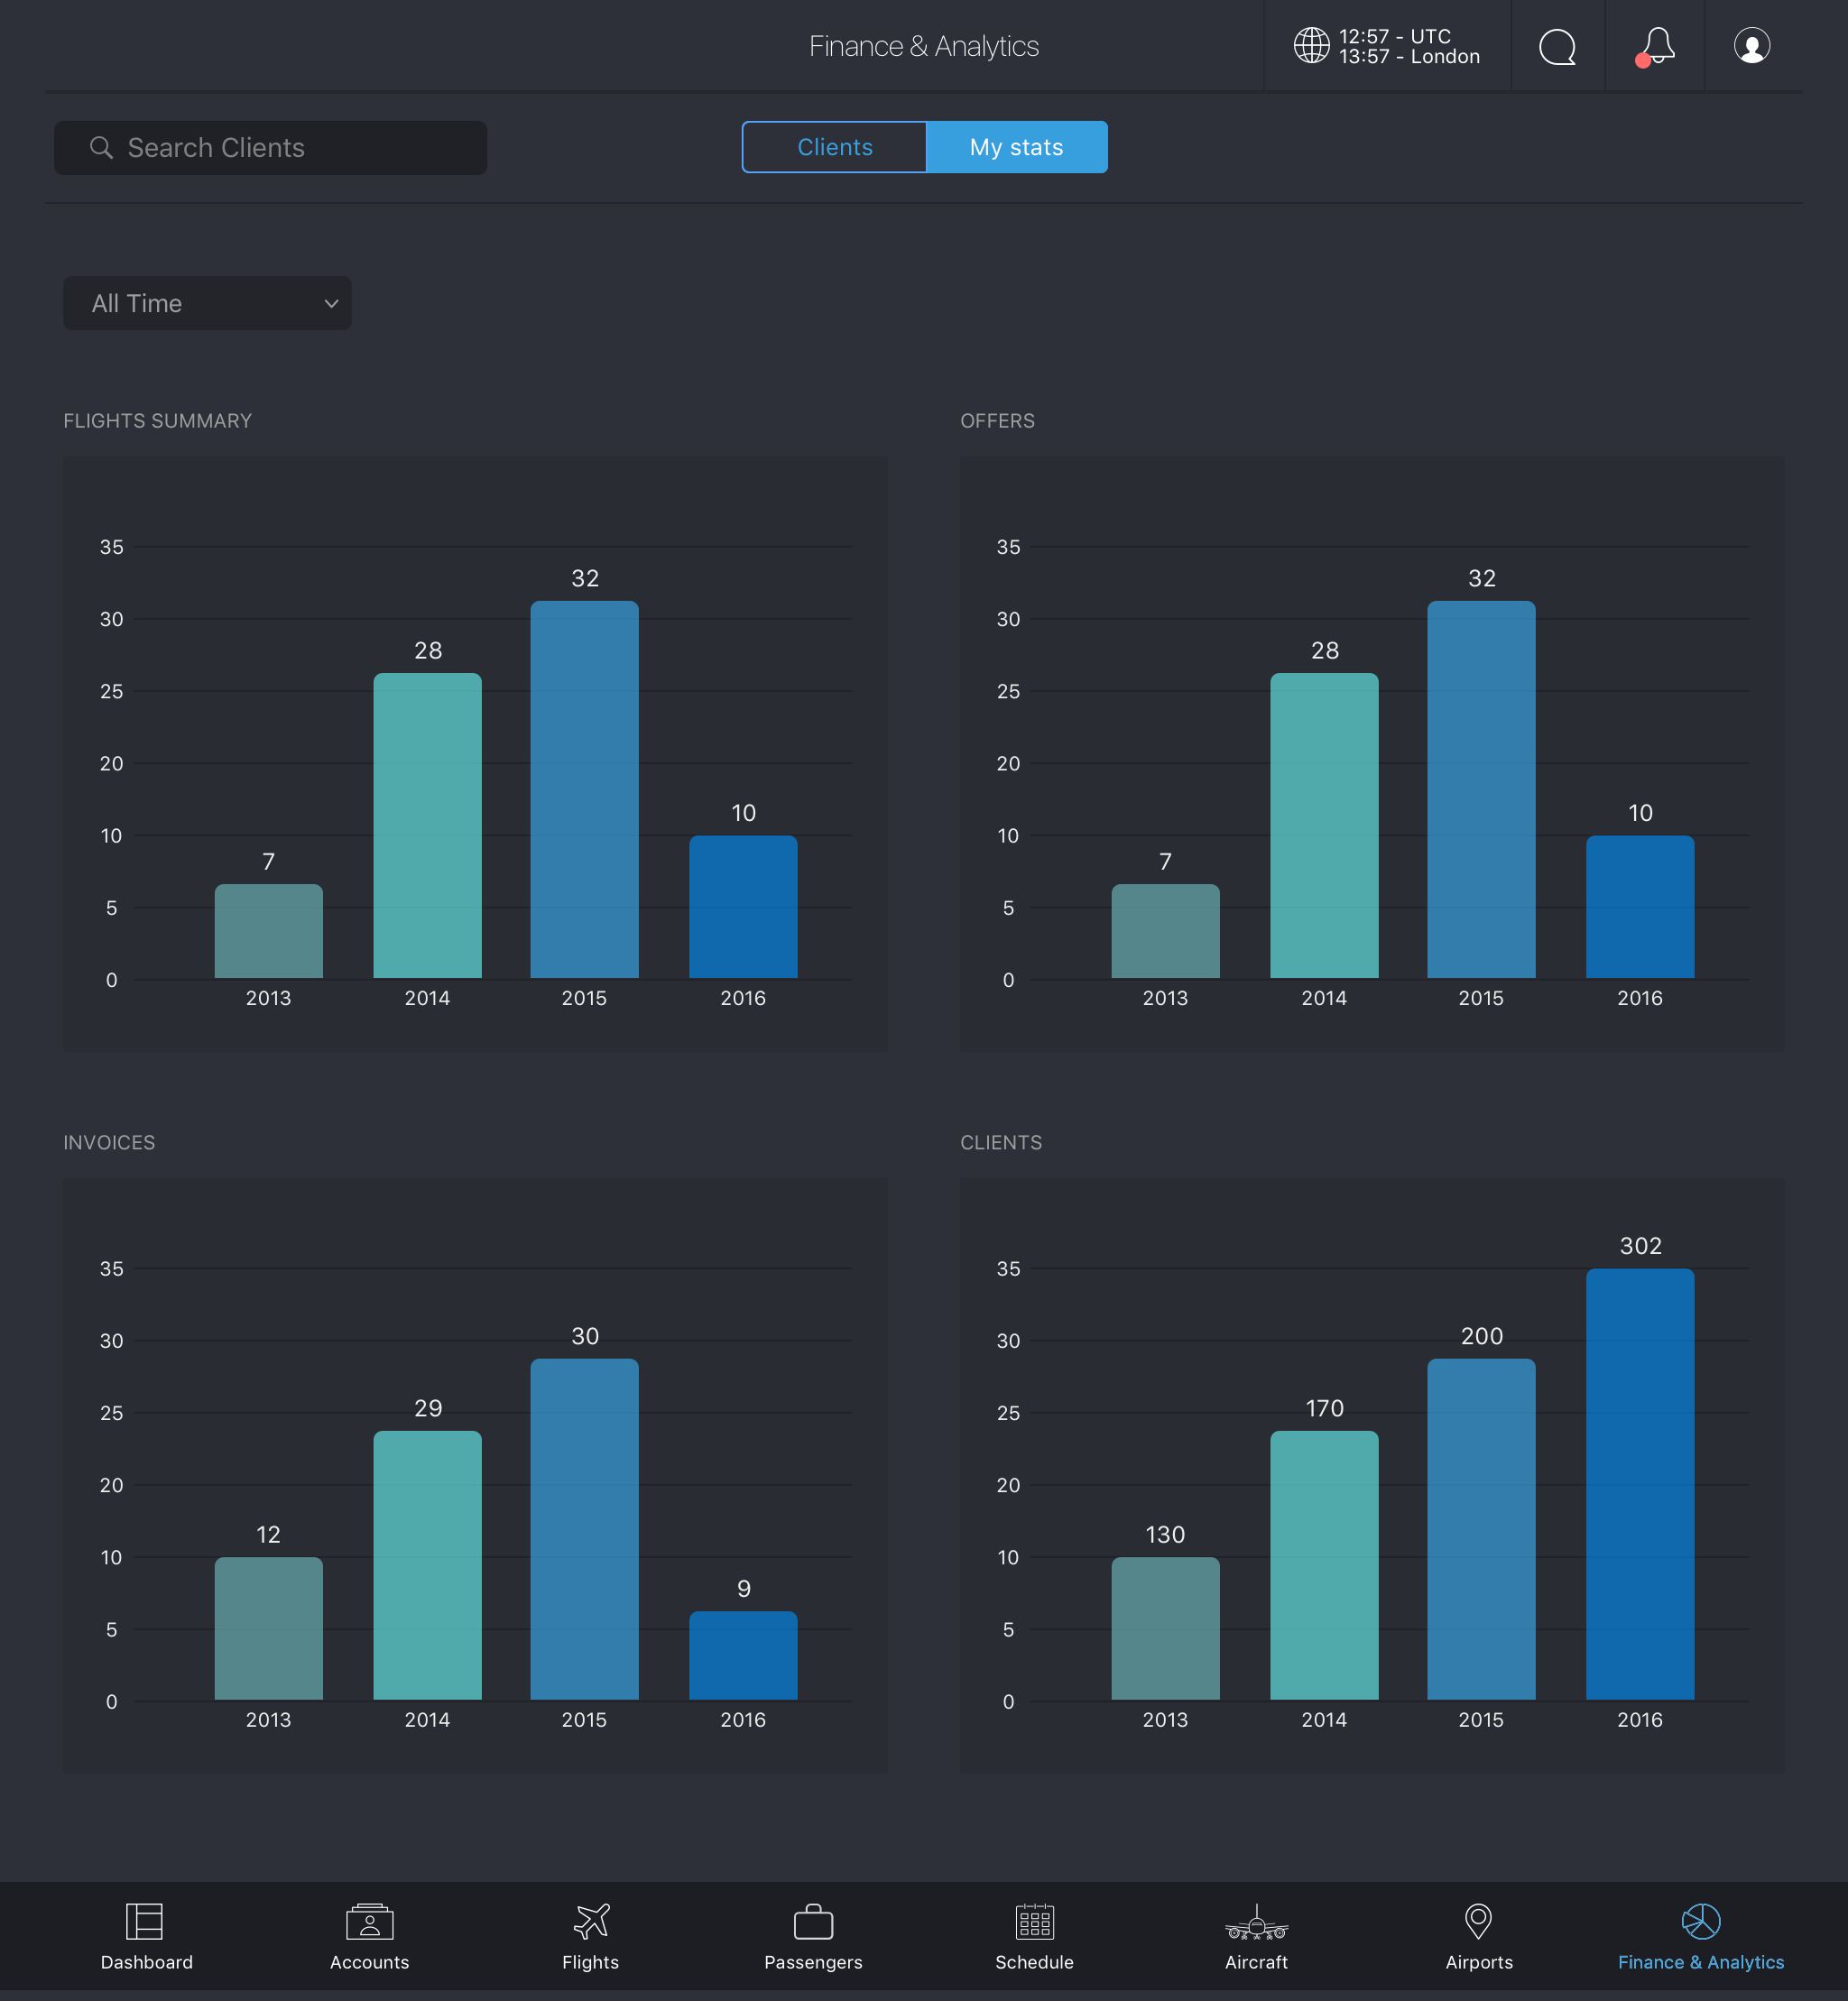 Finance & Analytics
12:57 - UTC
13:57 - London
Search Clients
Clients
My stats
All Time
FLIGHTS SUMMARY
35
30
25
20
10
5
0
7
28
32
10
2013 2014 2015 2016
OFFERS
35
30
25
20
10
5
0
7
28
32
10
2013 2014 2015 2016
INVOICES
35
30
25
20
10
5
0
12
29
30
9
2013 2014 2015 2016
CLIENTS
35
30
25
20
10
5
0
130
170
200
302
2013 2014 2015 2016
Dashboard
Accounts
Flights
Passengers
Schedule
Aircraft
Airports
Finance & Analytics